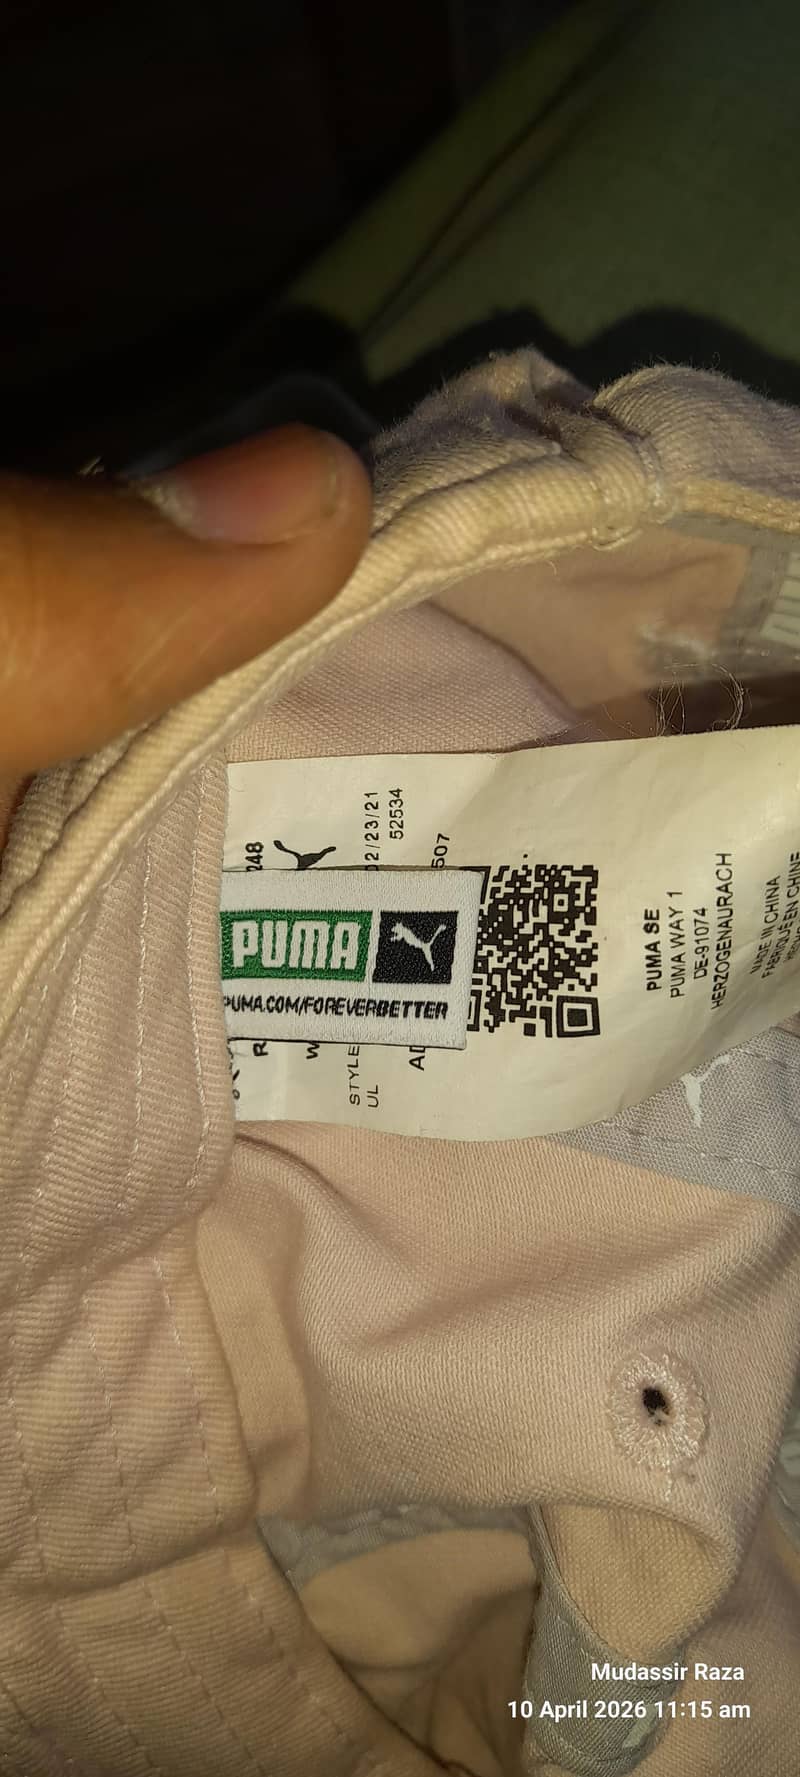 248
02/23/21
52534
507
PUMA
PUMA.COM/FOREVERBETTER
STYLE
UL
PUMA SE
PUMA WAY 1
DE-91074
HERZOGENAURACH
MADE IN CHINA
FABRIQUÉ EN CHINE
Mudassir Raza
10 April 2026 11:15 am